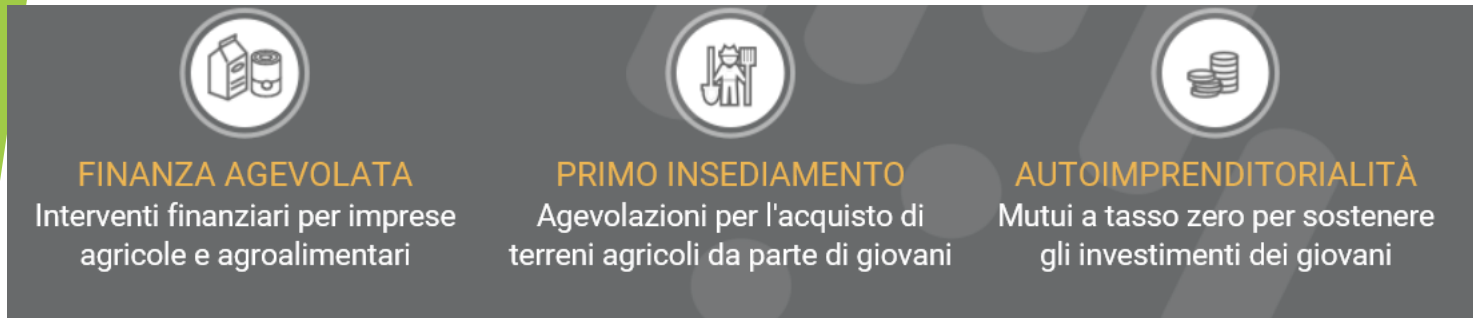 FINANZA AGEVOLATA
Interventi finanziari per imprese
agricole e agroalimentari
PRIMO INSEDIAMENTO
Agevolazioni per l'acquisto di
terreni agricoli da parte di giovani
AUTOIMPRENDITORIALITÀ
Mutui a tasso zero per sostenere
gli investimenti dei giovani